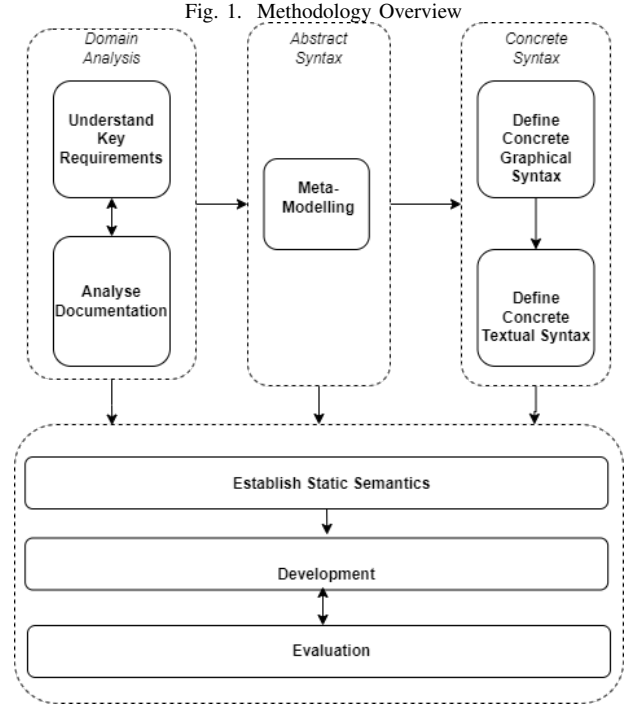 Fig. 1. Methodology Overview
Domain
Analysis
Understand
Key
Requirements
Analyse
Documentation
Abstract
Syntax
Meta-
Modelling
Concrete
Syntax
Define
Concrete
Graphical
Syntax
Define
Concrete
Textual Syntax
Establish Static Semantics
Development
Evaluation